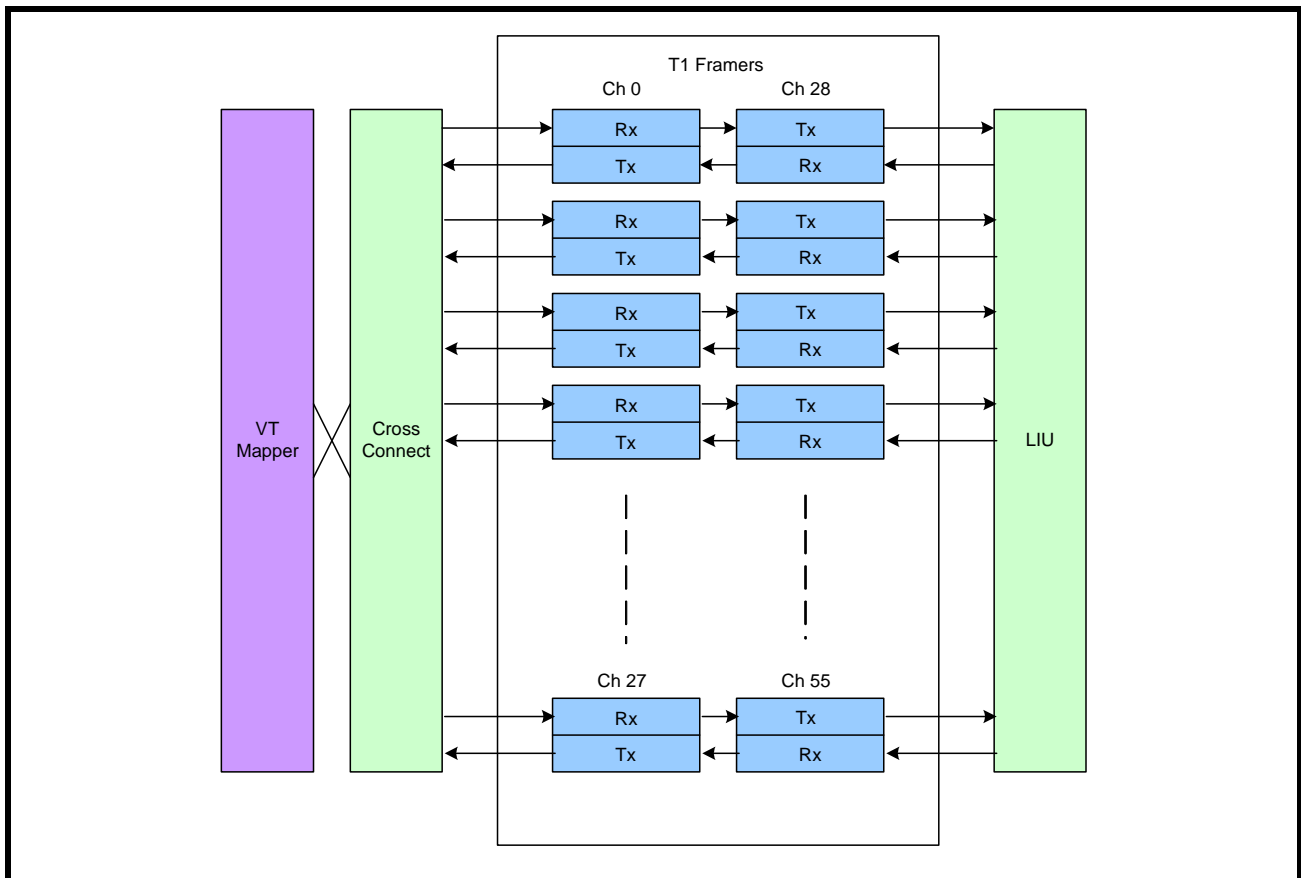 T1 Framers
Ch 0
Ch 28
Rx
Tx
Tx
Rx
Rx
Tx
Tx
Rx
Rx
Tx
Tx
Rx
Rx
Tx
Tx
Rx
VT
Mapper
Cross
Connect
LIU
Ch 27
Ch 55
Rx
Tx
Tx
Rx